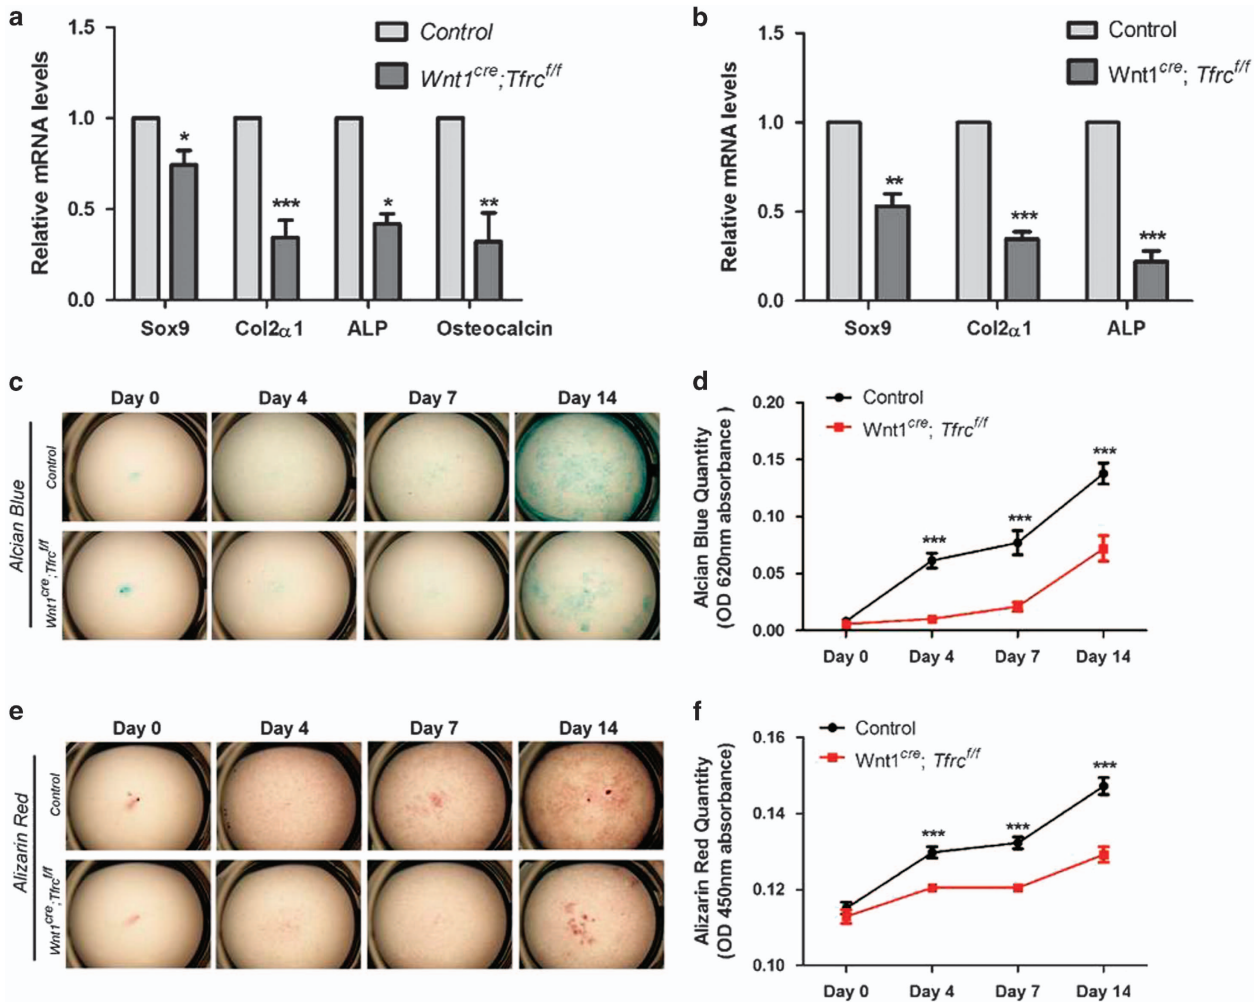 a
1.5
1.0
0.5
0.0
Relative mRNA levels
Control
Wnt1cre;Tfrcf/f
*
***
*
**
Sox9 Col2α1 ALP Osteocalcin
b
1.5
1.0
0.5
0.0
Relative mRNA levels
Control
Wnt1cre; Tfrcf/f
**
***
***
Sox9 Col2α1 ALP
c
Day 0 Day 4 Day 7 Day 14
Alcian Blue
Control
Wnt1cre;Tfrcf/f
d
0.20
0.15
0.10
0.05
0.00
Alcian Blue Quantity
(OD 620nm absorbance )
Control
Wnt1cre; Tfrcf/f
***
***
***
Day 0 Day 4 Day 7 Day 14
e
Day 0 Day 4 Day 7 Day 14
Alizarin Red
Control
Wnt1cre;Tfrcf/f
f
0.16
0.14
0.12
0.10
Alizarin Red Quantity
(OD 450nm absorbance)
Control
Wnt1cre; Tfrcf/f
***
***
***
Day 0 Day 4 Day 7 Day 14